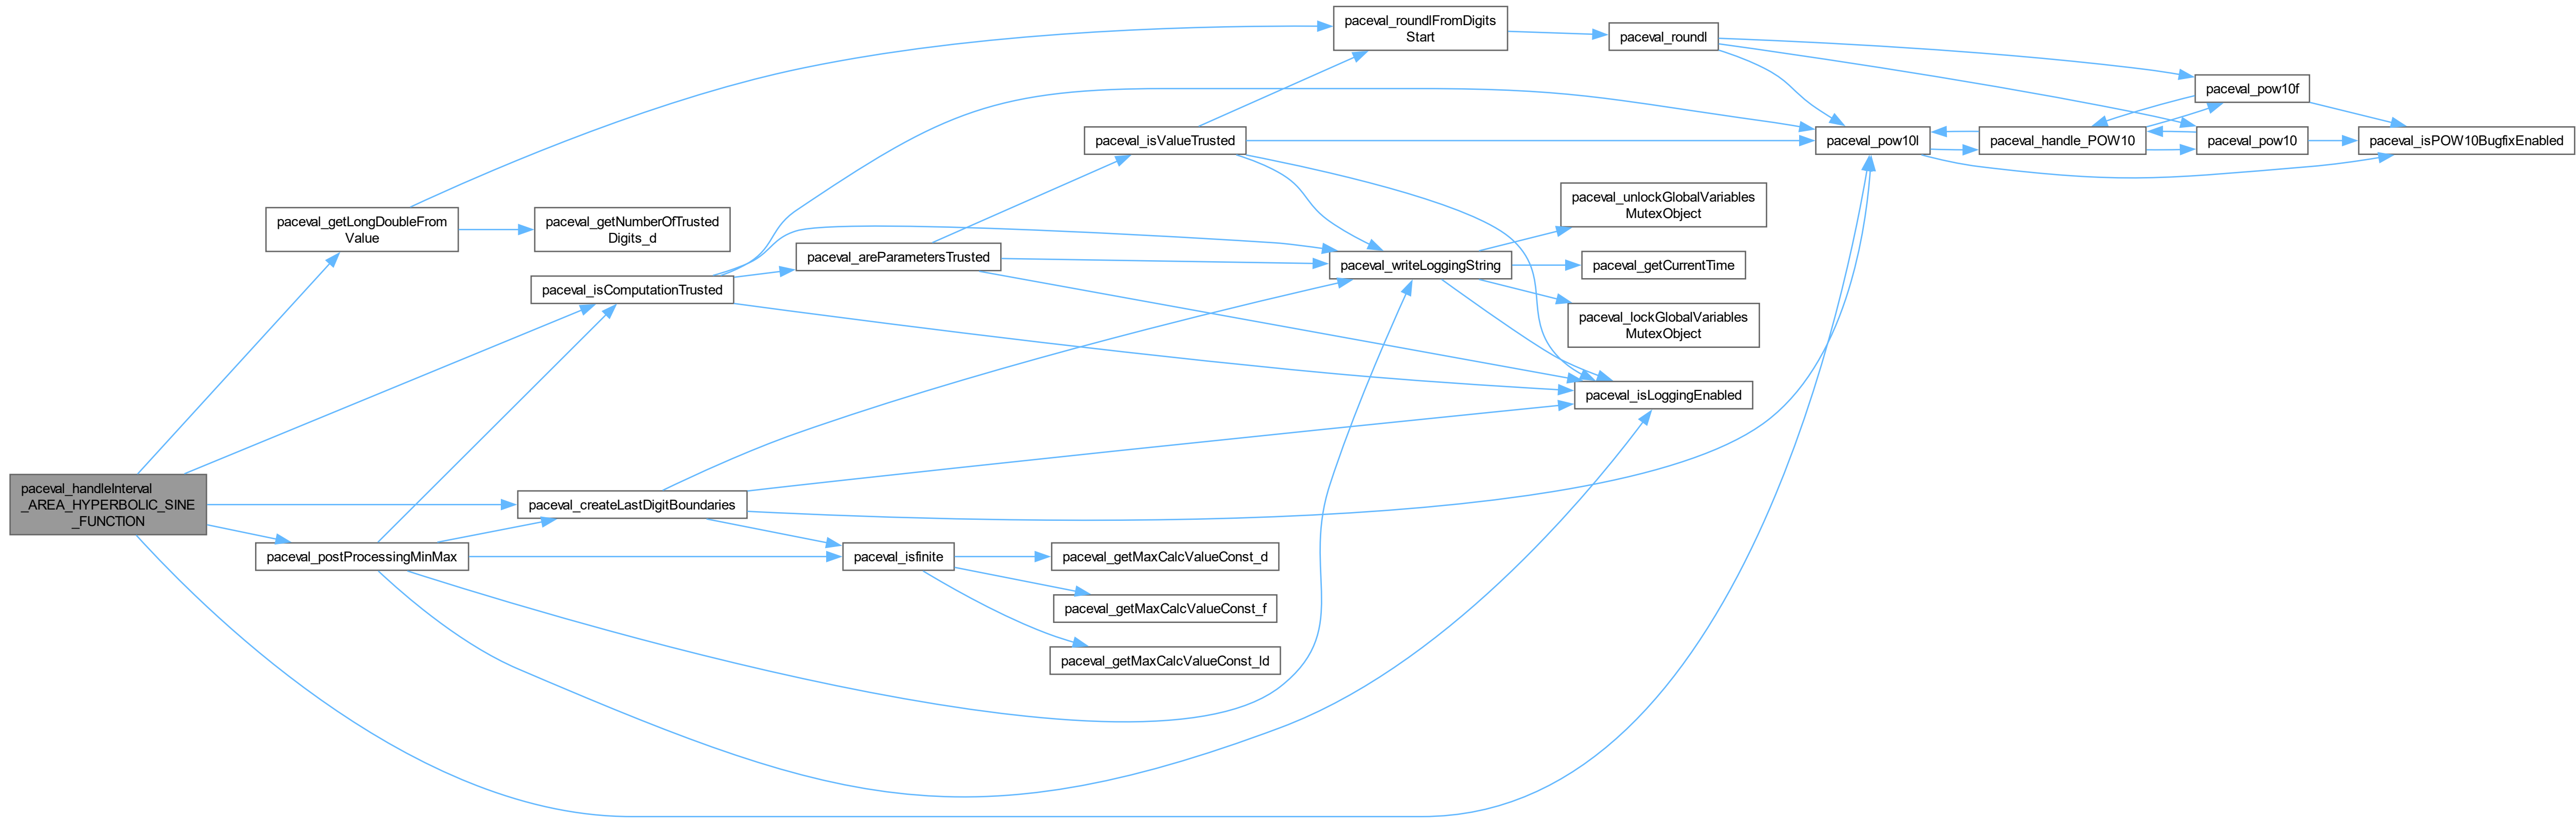 paceval_handleInterval
_AREA_HYPERBOLIC_SINE
_FUNCTION
paceval_getLongDoubleFrom
Value
paceval_postProcessingMinMax
paceval_getNumberOfTrusted
Digits_d
paceval_isComputationTrusted
paceval_createLastDigitBoundaries
paceval_areParametersTrusted
paceval_isfinite
paceval_isValueTrusted
paceval_getMaxCalcValueConst_d
paceval_getMaxCalcValueConst_f
paceval_getMaxCalcValueConst_ld
paceval_roundlFromDigits
Start
paceval_writeLoggingString
paceval_roundl
paceval_unlockGlobalVariables
MutexObject
paceval_getCurrentTime
paceval_lockGlobalVariables
MutexObject
paceval_isLoggingEnabled
paceval_pow10l
paceval_handle_POW10
paceval_pow10f
paceval_pow10
paceval_isPOW10BugfixEnabled